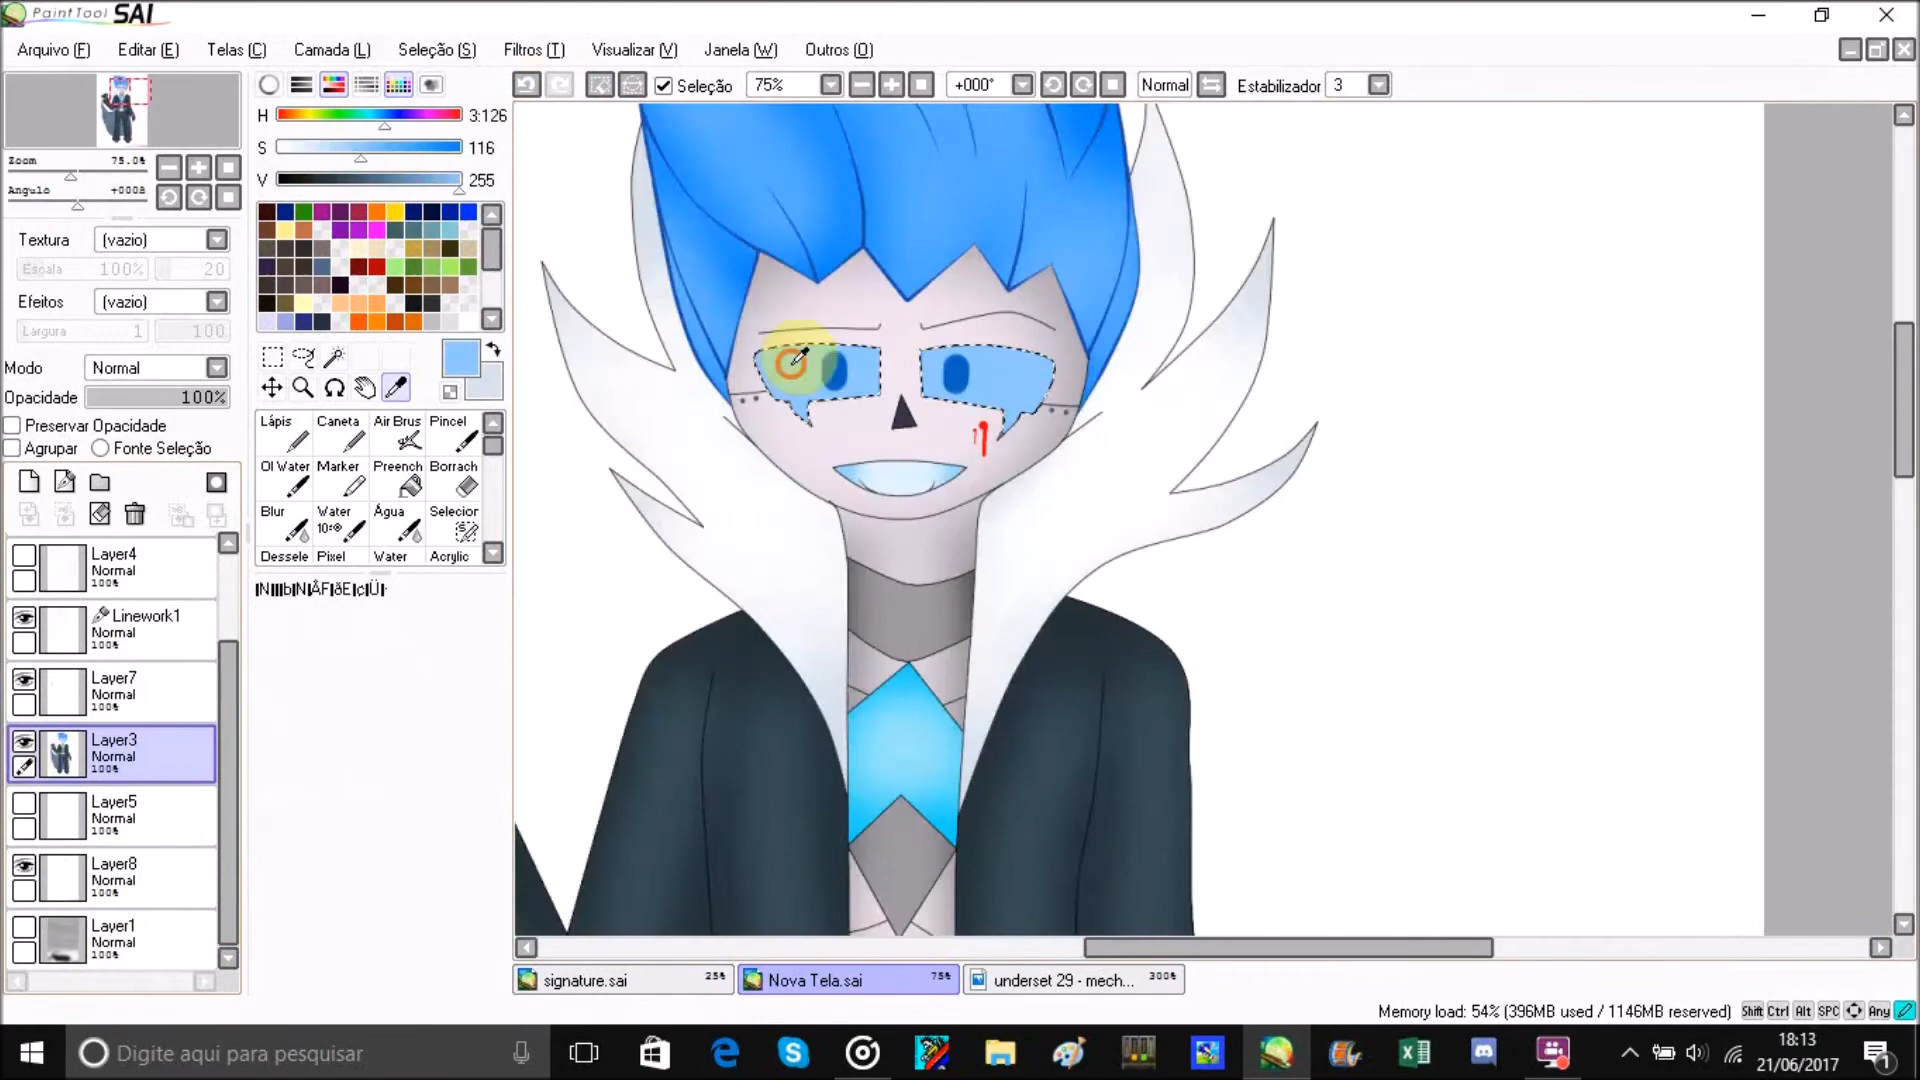 PaintTool SAI
Arquivo (F) Editar (E) Telas (C) Camada (L) Seleção (S) Filtros (T) Visualizar (V) Janela (W) Outros (O)
Seleção 75% +000° Normal Estabilizador 3
H 3:126
S 116
V 255
Zoom 75.0%
Angulo +000å
Textura (vazio)
Escala 100% 20
Efeitos (vazio)
Largura 1 100
Modo Normal
Opacidade 100%
Preservar Opacidade
Agrupar Fonte Seleção
Lápis Caneta Air Brus Pincel
Ol Water Marker Preench Borrach
Blur Water Água Selecior
Dessele Pixel Water Acrylic
Layer4
Normal
100%
Linework1
Normal
100%
Layer7
Normal
100%
Layer3
Normal
100%
Layer5
Normal
100%
Layer8
Normal
100%
Layer1
Normal
100%
signature.sai 25% Nova Tela.sai 75% underset 29 - mech... 300%
Memory load: 54% (396MB used / 1146MB reserved) Shift Ctrl Alt SPC Any
Digite aqui para pesquisar
18:13
21/06/2017
1